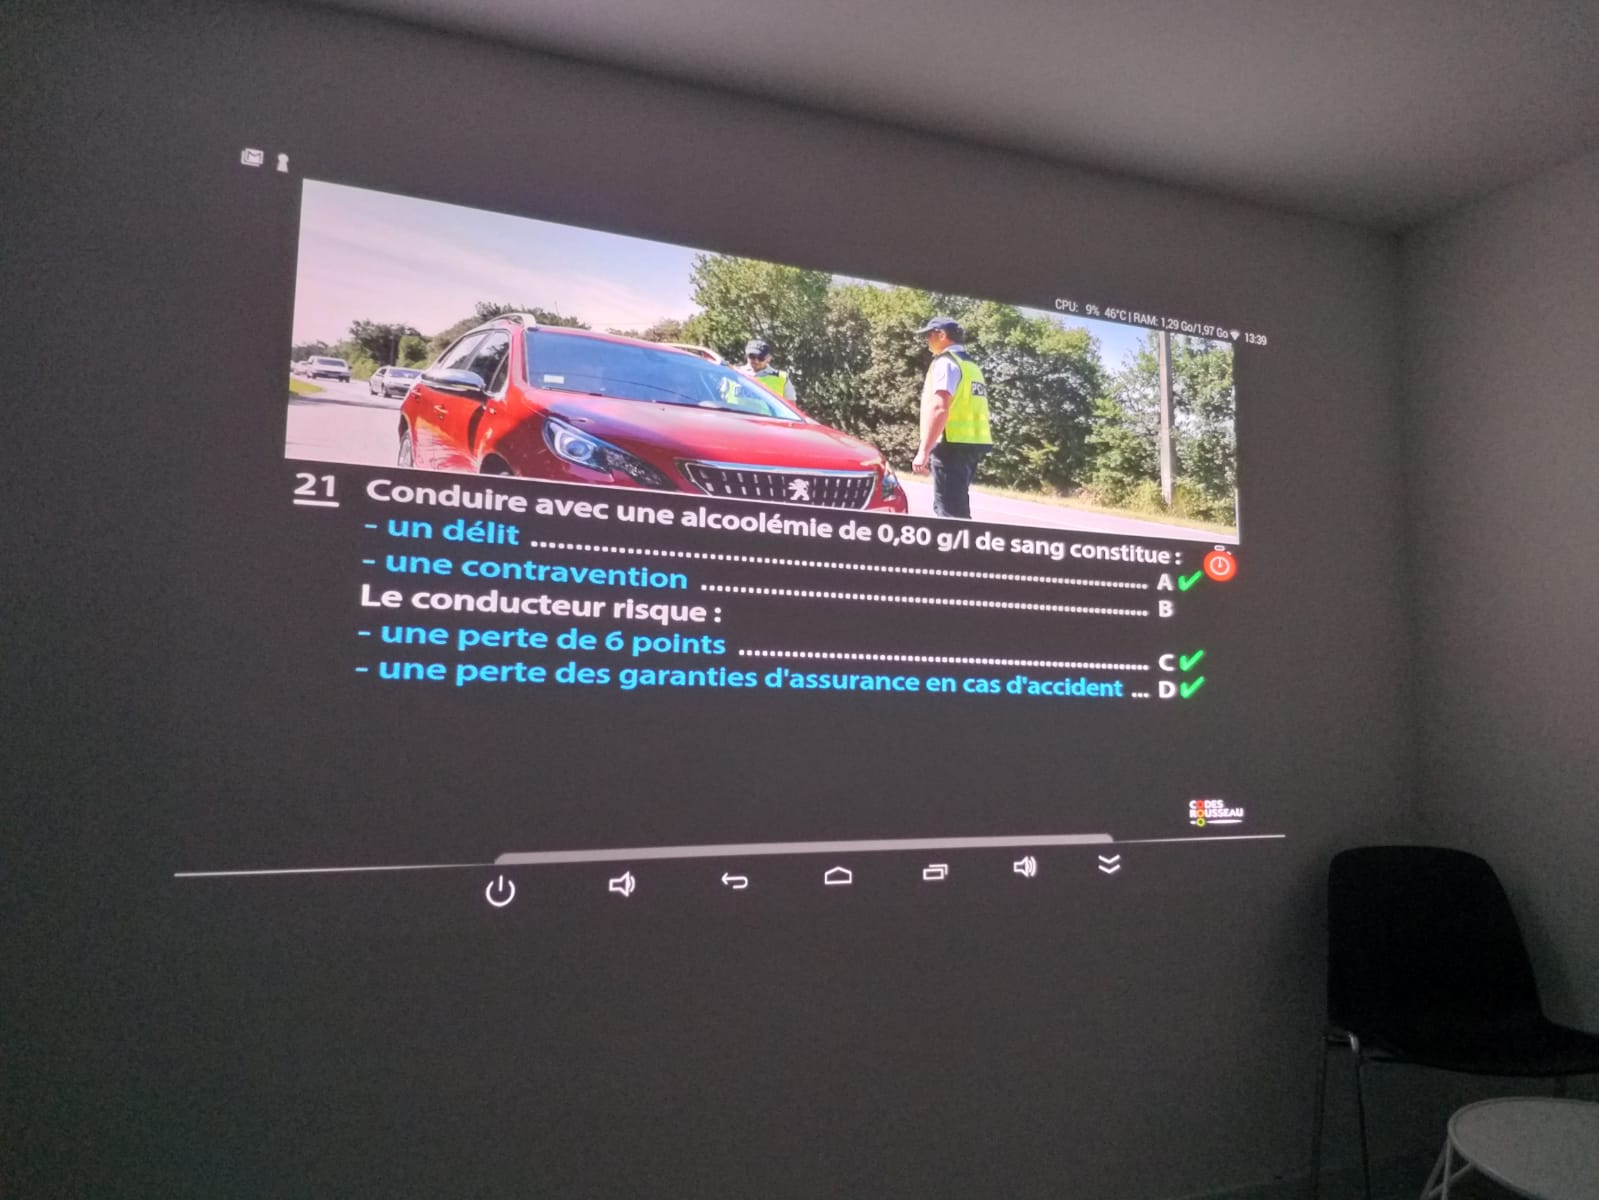 CPU: 9% 46°C | RAM: 1,29 Go/1,97 Go 13:39
POL
21 Conduire avec une alcoolémie de 0,80 g/l de sang constitue :
- un délit ........ A
- une contravention ........ B
Le conducteur risque :
- une perte de 6 points ........ C
- une perte des garanties d'assurance en cas d'accident ... D
CODES
ROUSSEAU